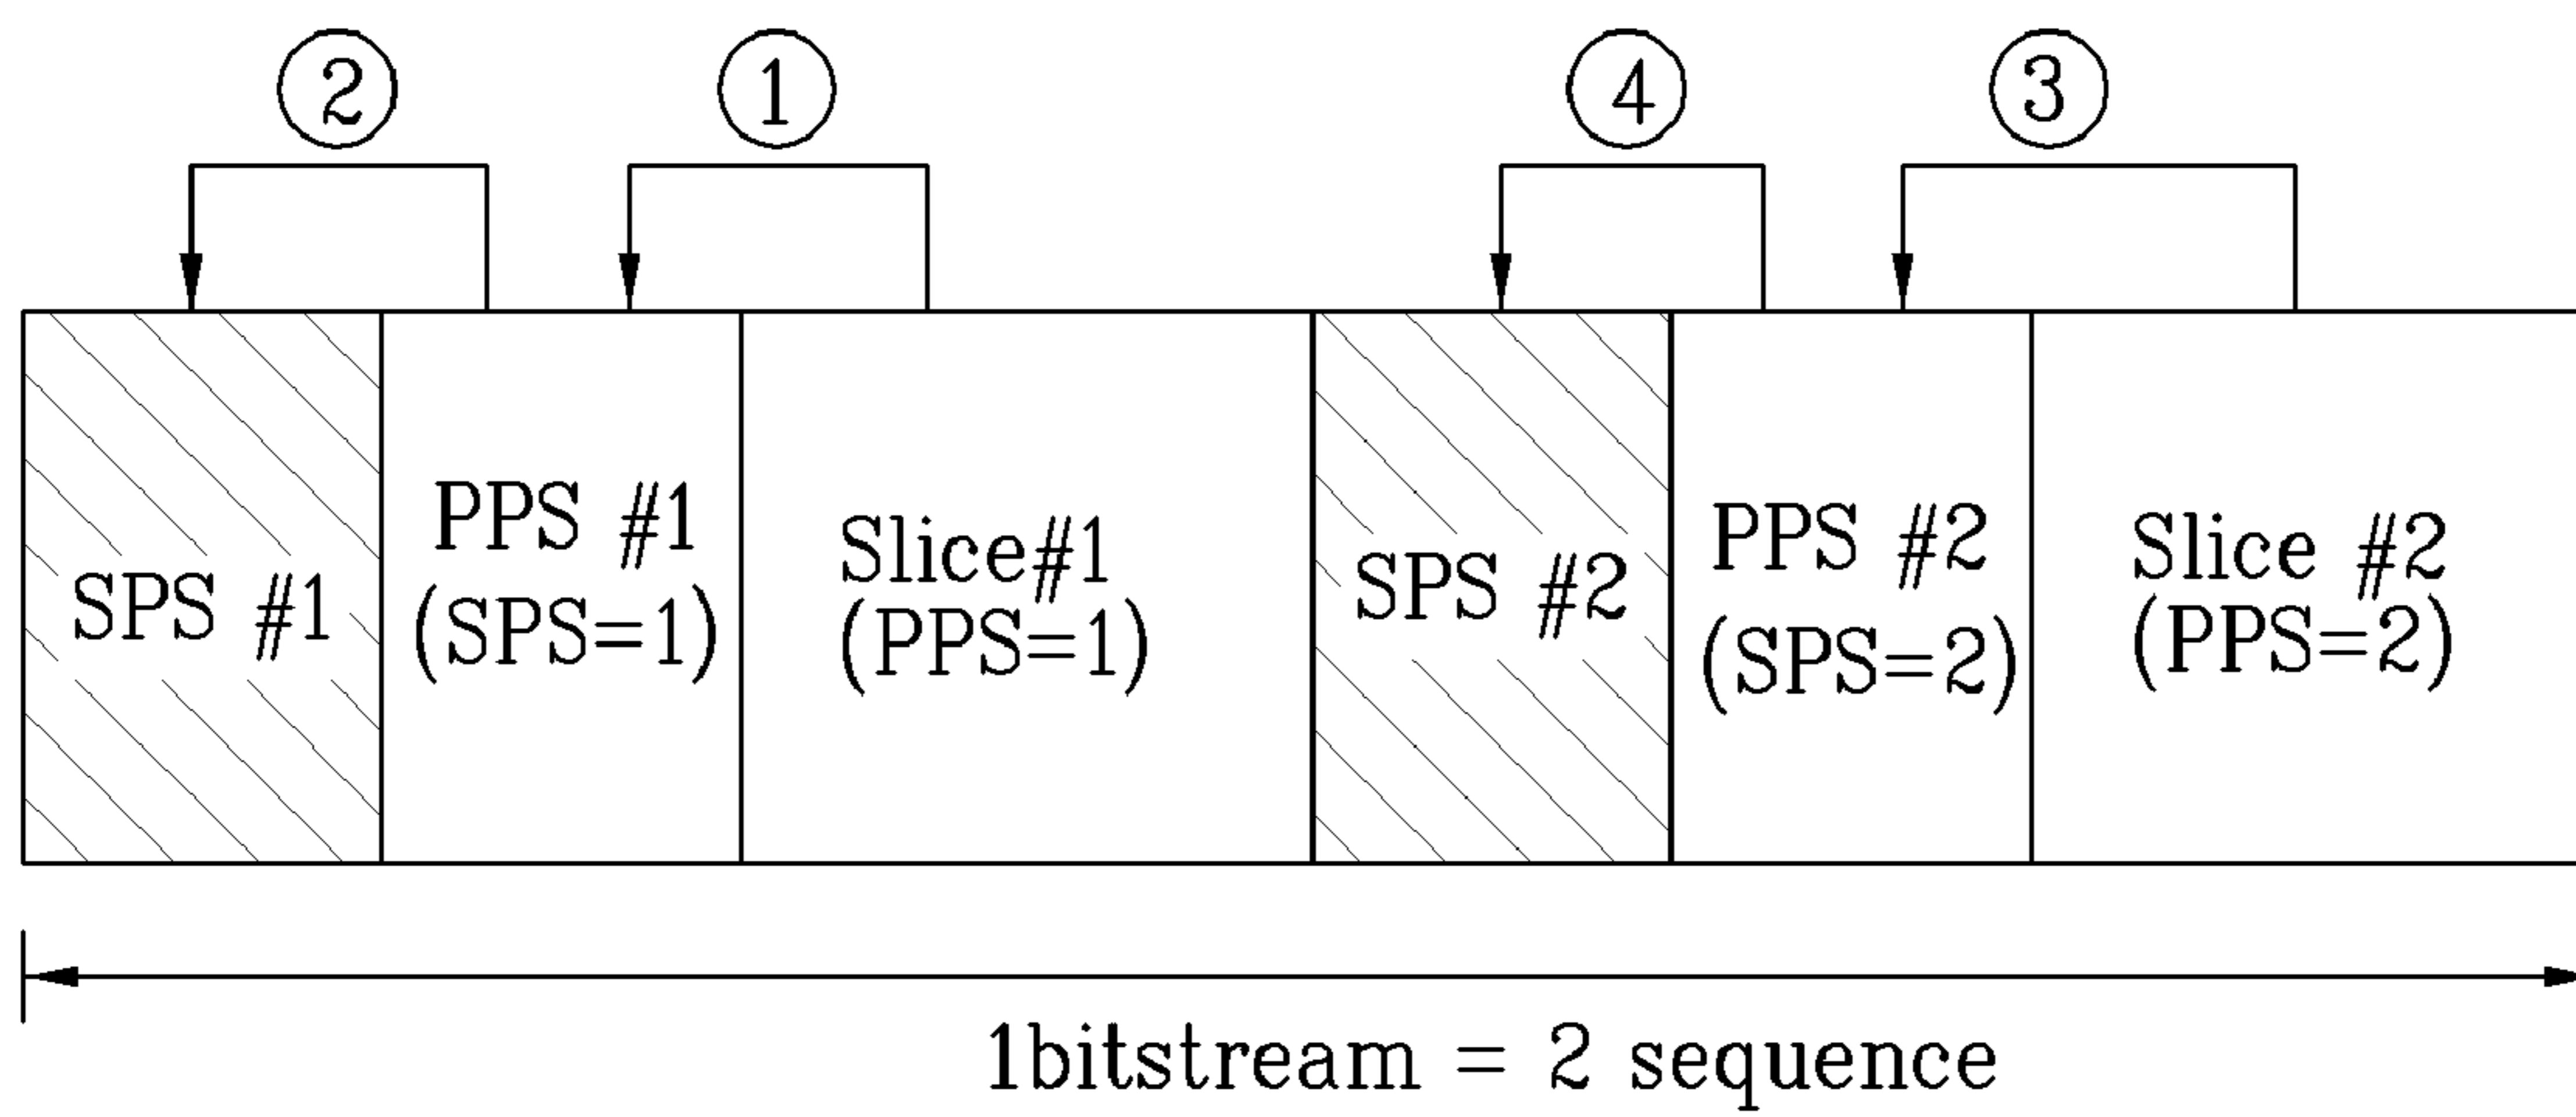 ② ① ④ ③
SPS #1
PPS #1
(SPS=1)
Slice#1
(PPS=1)
SPS #2
PPS #2
(SPS=2)
Slice #2
(PPS=2)
1bitstream = 2 sequence